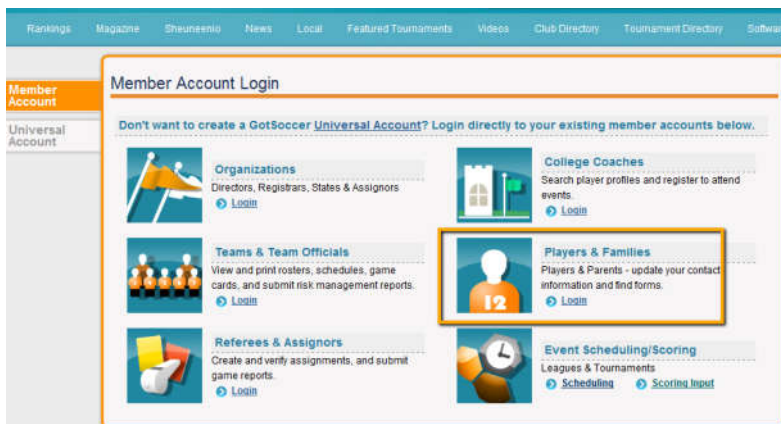 Rankings Magazine Sheuneenio News Local Featured Tournaments Videos Club Directory Tournament Directory Softwa
Member
Account
Universal
Account
Member Account Login
Don't want to create a GotSoccer Universal Account? Login directly to your existing member accounts below.
Organizations
Directors, Registrars, States & Assignors
Login
College Coaches
Search player profiles and register to attend
events.
Login
Teams & Team Officials
View and print rosters, schedules, game
cards, and submit risk management reports.
Login
12
Players & Families
Players & Parents - update your contact
information and find forms.
Login
Referees & Assignors
Create and verify assignments, and submit
game reports.
Login
Event Scheduling/Scoring
Leagues & Tournaments
Scheduling Scoring Input